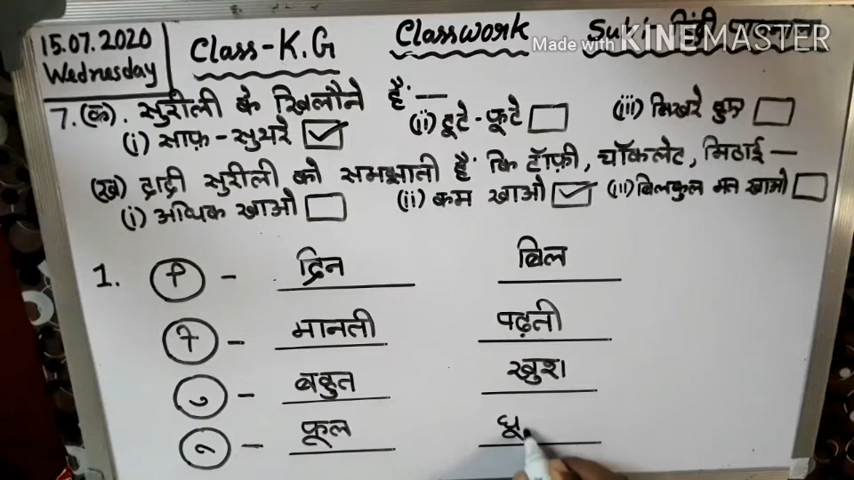 15.07.2020
Wednesday
Class-K.G
Classwork
Made with KINEMASTER
7.(क). सुरीली के खिलौने हैं —
(i) साफ़-सुथरे
(ii) टूटे-फूटे
(iii) बिखरे हुए
(ख) दादी सुरीली को समझाती हैं कि टॉफ़ी, चॉकलेट, मिठाई —
(i) अधिक खाओ
(ii) कम खाओ
(iii) बिलकुल मत खाओ
1. ि - दिन बिल
ी - मानती पढ़ती
ु - बहुत खुश
ू - फूल धू